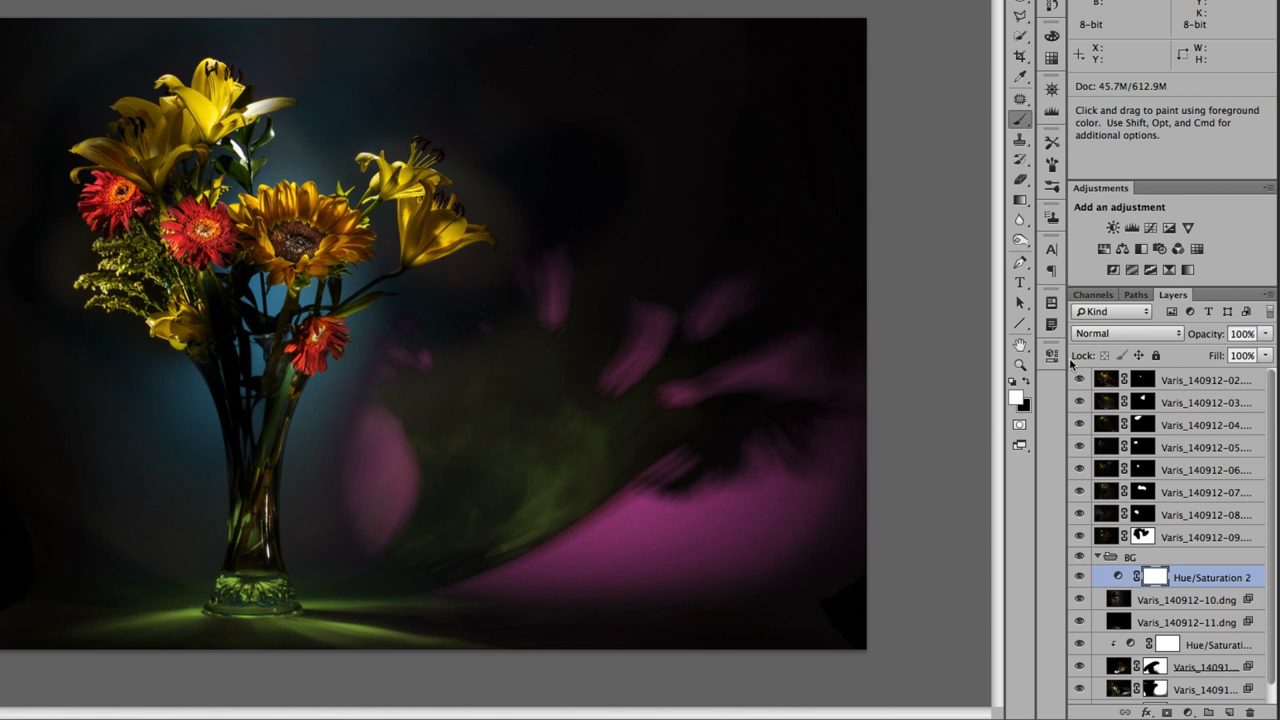 B:
Y:
K:
8-bit
8-bit
X:
Y:
W:
H:
Doc: 45.7M/612.9M
Click and drag to paint using foreground
color. Use Shift, Opt, and Cmd for
additional options.
Adjustments
Add an adjustment
Channels Paths Layers
Kind
Normal Opacity: 100%
Lock: Fill: 100%
Varis_140912-02....
Varis_140912-03....
Varis_140912-04....
Varis_140912-05....
Varis_140912-06....
Varis_140912-07....
Varis_140912-08....
Varis_140912-09....
BG
Hue/Saturation 2
Varis_140912-10.dng
Varis_140912-11.dng
Hue/Saturati...
Varis_14091...
Varis_14091...